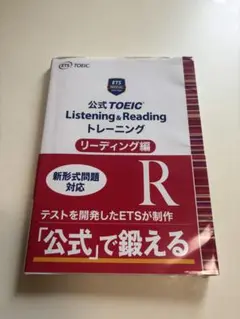 ETS TOEIC
ETS
公式 TOEIC
Listening & Reading
トレーニング
リーディング編
新形式問題
対応
R
テストを開発したETSが制作
「公式」で鍛える